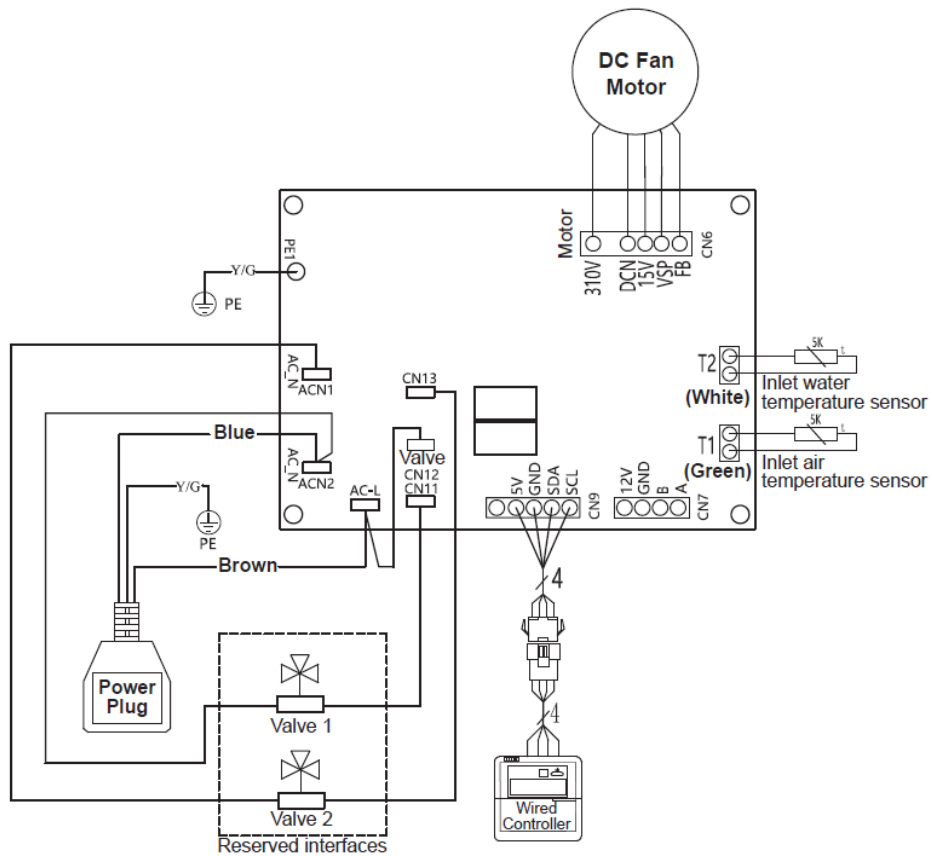 DC Fan
Motor
Motor
310V
DCN
15V
VSP
FB
CN6
PE1
Y/G
PE
AC_N
ACN1
CN13
T2
(White)
5K
t
Inlet water
temperature sensor
Blue
AC_N
ACN2
Valve
CN12
CN11
AC-L
T1
(Green)
5K
t
Inlet air
temperature sensor
Y/G
PE
5V
GND
SDA
SCL
CN9
12V
GND
B
A
CN7
Brown
4
Power
Plug
Valve 1
4
Valve 2
Wired
Controller
Reserved interfaces